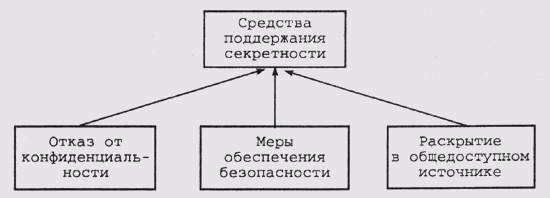 Средства
поддержания
секретности
Отказ от
конфиденциаль-
ности
Меры
обеспечения
безопасности
Раскрытие
в общедоступном
источнике